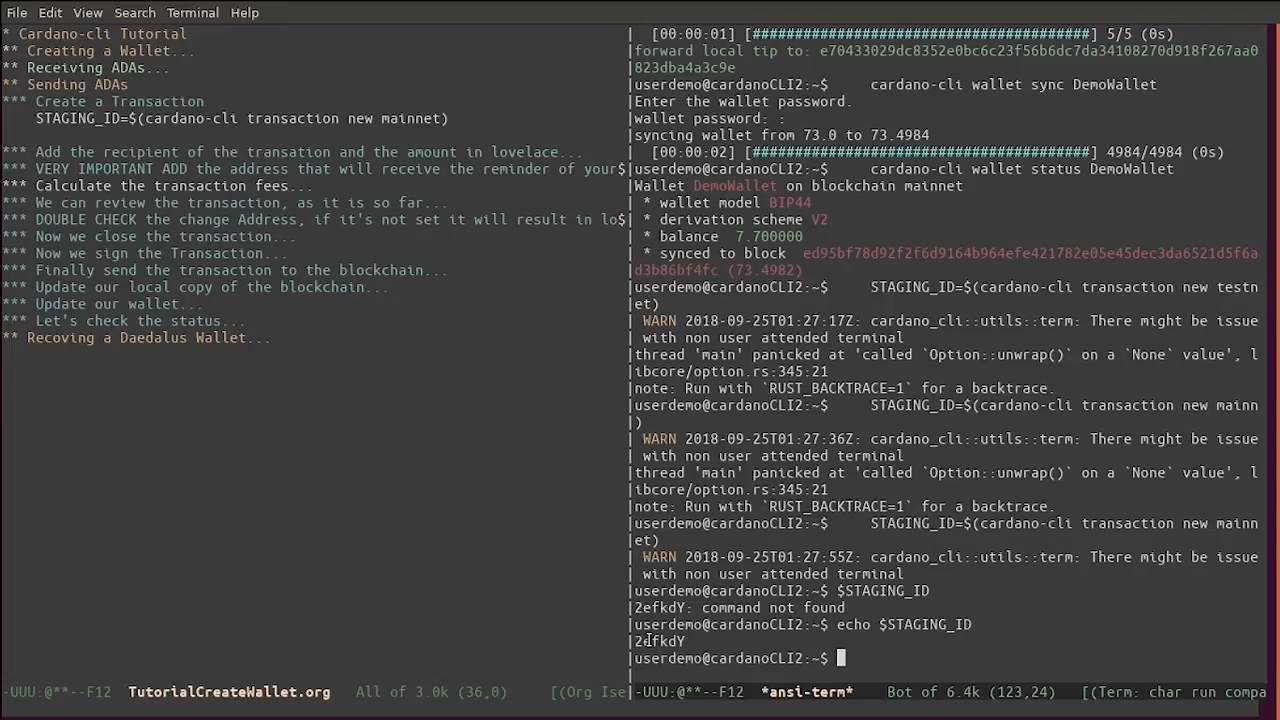 File Edit View Search Terminal Help
* Cardano-cli Tutorial
** Creating a Wallet...
** Receiving ADAs...
** Sending ADAs
*** Create a Transaction
STAGING_ID=$(cardano-cli transaction new mainnet)
*** Add the recipient of the transation and the amount in lovelace...
*** VERY IMPORTANT ADD the address that will receive the reminder of your$
*** Calculate the transaction fees...
*** We can review the transaction, as it is so far...
*** DOUBLE CHECK the change Address, if it's not set it will result in lo$
*** Now we close the transaction...
*** Now we sign the Transaction...
*** Finally send the transaction to the blockchain...
*** Update our local copy of the blockchain...
*** Update our wallet...
*** Let's check the status...
** Recoving a Daedalus Wallet...
-UUU:@**--F12 TutorialCreateWallet.org All of 3.0k (36,0) [(Org Ise
| [00:00:01] [########################################] 5/5 (0s)
|forward local tip to: e70433029dc8352e0bc6c23f56b6dc7da34108270d918f267aa0
|823dba4a3c9e
|userdemo@cardanoCLI2:~$ cardano-cli wallet sync DemoWallet
|Enter the wallet password.
|wallet password: :
|syncing wallet from 73.0 to 73.4984
| [00:00:02] [########################################] 4984/4984 (0s)
|userdemo@cardanoCLI2:~$ cardano-cli wallet status DemoWallet
|Wallet DemoWallet on blockchain mainnet
| * wallet model BIP44
| * derivation scheme V2
| * balance 7.700000
| * synced to block ed95bf78d92f2f6d9164b964efe421782e05e45dec3da6521d5f6a
|d3b86bf4fc (73.4982)
|userdemo@cardanoCLI2:~$ STAGING_ID=$(cardano-cli transaction new testn
|et)
| WARN 2018-09-25T01:27:17Z: cardano_cli::utils::term: There might be issue
| with non user attended terminal
|thread 'main' panicked at 'called `Option::unwrap()` on a `None` value', l
|ibcore/option.rs:345:21
|note: Run with `RUST_BACKTRACE=1` for a backtrace.
|userdemo@cardanoCLI2:~$ STAGING_ID=$(cardano-cli transaction new mainn
|)
| WARN 2018-09-25T01:27:36Z: cardano_cli::utils::term: There might be issue
| with non user attended terminal
|thread 'main' panicked at 'called `Option::unwrap()` on a `None` value', l
|ibcore/option.rs:345:21
|note: Run with `RUST_BACKTRACE=1` for a backtrace.
|userdemo@cardanoCLI2:~$ STAGING_ID=$(cardano-cli transaction new mainn
|et)
| WARN 2018-09-25T01:27:55Z: cardano_cli::utils::term: There might be issue
| with non user attended terminal
|userdemo@cardanoCLI2:~$ $STAGING_ID
|2efkdY: command not found
|userdemo@cardanoCLI2:~$ echo $STAGING_ID
|2efkdY
|userdemo@cardanoCLI2:~$
-UUU:@**--F12 *ansi-term* Bot of 6.4k (123,24) [(Term: char run compa